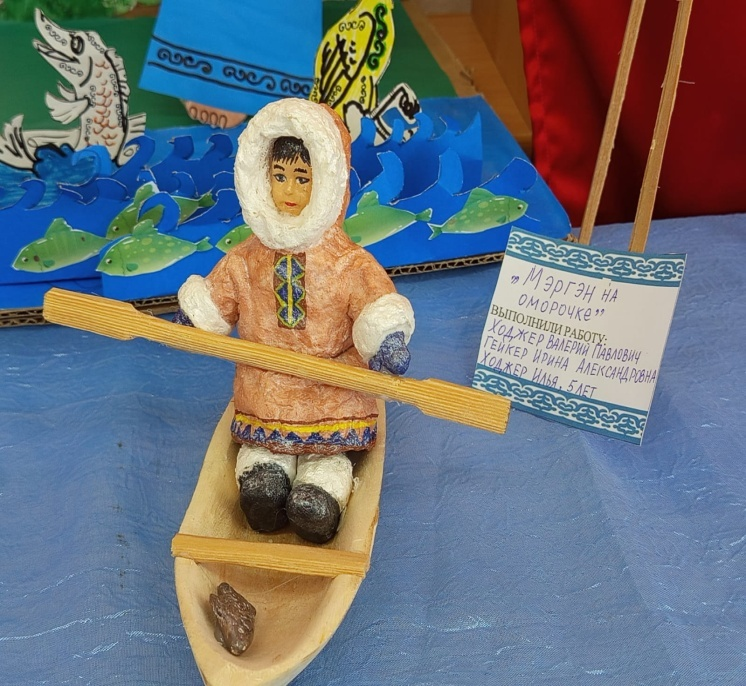 „Мэргэн на
оморочке”
ВЫПОЛНИЛИ РАБОТУ:
ХОДЖЕР ВАЛЕРИЙ ПАВЛОВИЧ
ГЕЙКЕР ИРИНА АЛЕКСАНДРОВНА
ХОДЖЕР ИЛЬЯ, 5 ЛЕТ